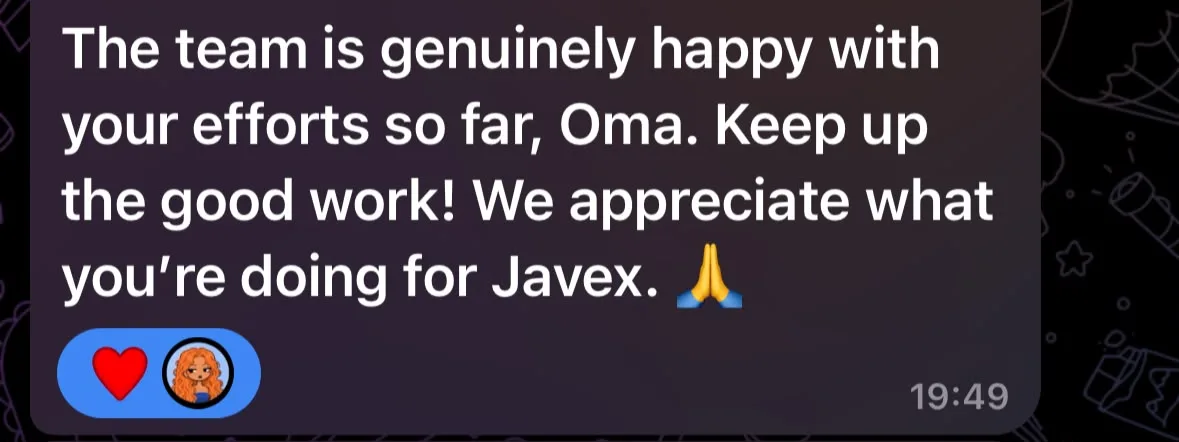 The team is genuinely happy with
your efforts so far, Oma. Keep up
the good work! We appreciate what
you’re doing for Javex. 🙏
19:49